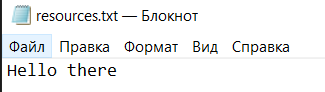 resources.txt — Блокнот
Файл Правка Формат Вид Справка
Hello there